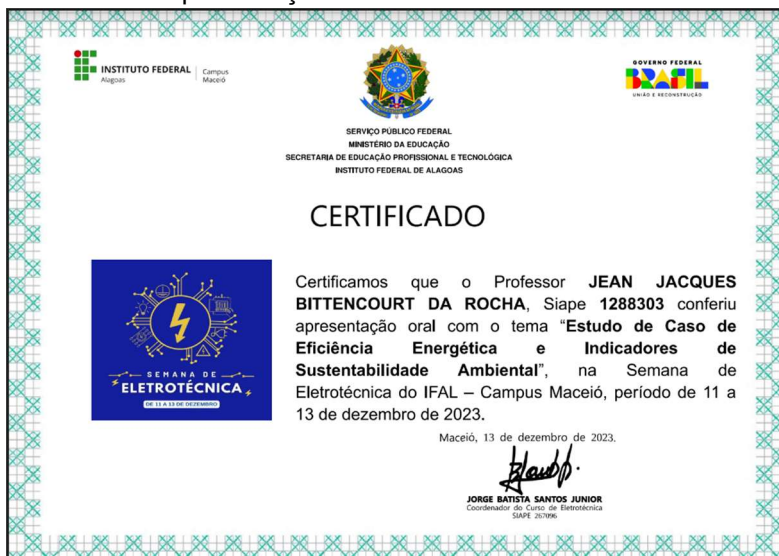 INSTITUTO FEDERAL
Alagoas
Campus
Maceió
GOVERNO FEDERAL
BRASIL
UNIÃO E RECONSTRUÇÃO
SERVIÇO PÚBLICO FEDERAL
MINISTÉRIO DA EDUCAÇÃO
SECRETARIA DE EDUCAÇÃO PROFISSIONAL E TECNOLÓGICA
INSTITUTO FEDERAL DE ALAGOAS
CERTIFICADO
SEMANA DE
ELETROTÉCNICA
DE 11 A 13 DE DEZEMBRO
Certificamos que o Professor JEAN JACQUES
BITTENCOURT DA ROCHA, Siape 1288303 conferiu
apresentação oral com o tema “Estudo de Caso de
Eficiência Energética e Indicadores de
Sustentabilidade Ambiental”, na Semana de
Eletrotécnica do IFAL – Campus Maceió, período de 11 a
13 de dezembro de 2023.
Maceió, 13 de dezembro de 2023.
JORGE BATISTA SANTOS JUNIOR
Coordenador do Curso de Eletrotécnica
SIAPE 267096